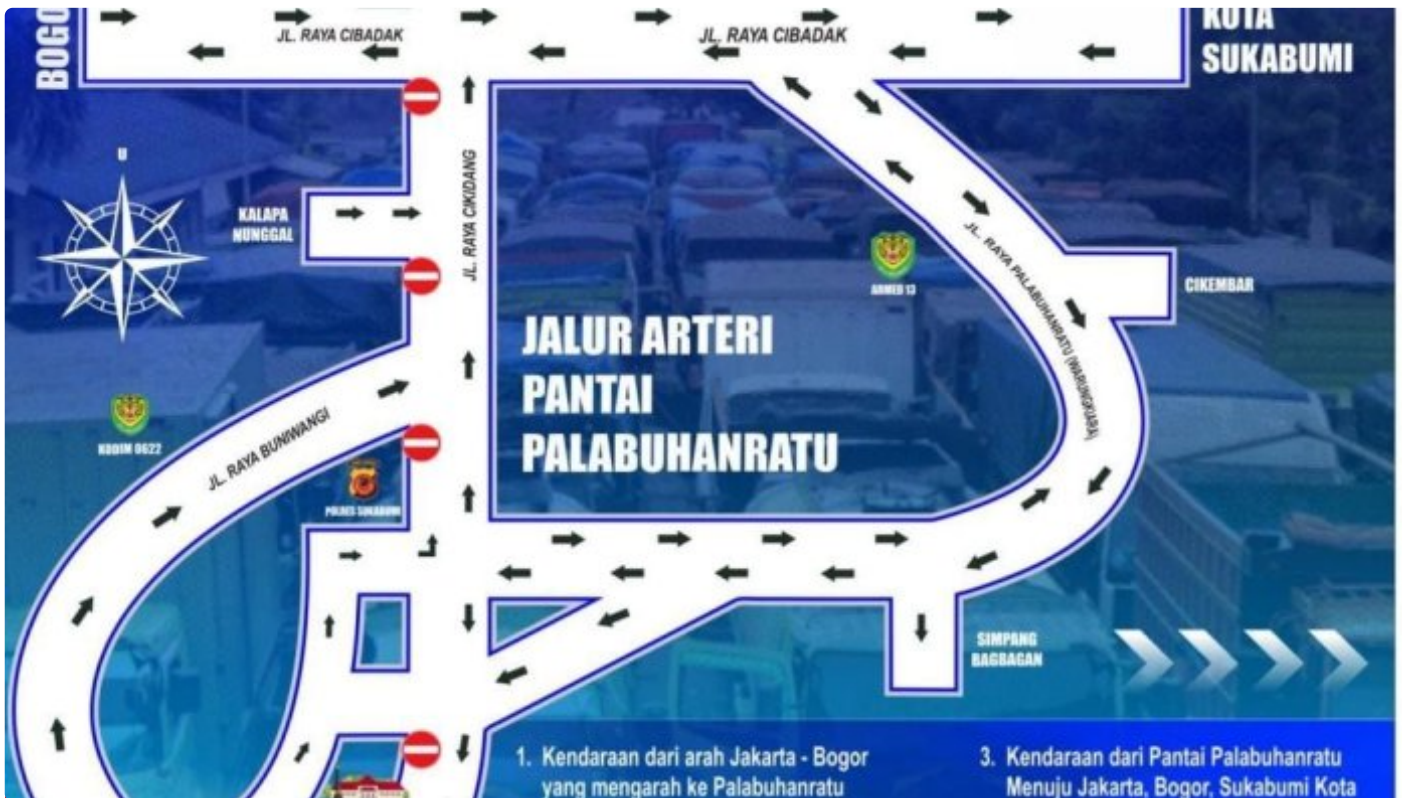 BOGO
JL. RAYA CIBADAK
JL. RAYA CIBADAK
KOTA
SUKABUMI
U
KALAPA
NUNGGAL
JL. RAYA CIKIDANG
ARMED 13
JL. RAYA PALABUHANRATU (WARUNGKIARA)
CIKEMBAR
JALUR ARTERI
PANTAI
PALABUHANRATU
KODIM 0622
JL. RAYA BUNIWANGI
POLRES SUKABUMI
SIMPANG
BAGBAGAN
1. Kendaraan dari arah Jakarta - Bogor
yang mengarah ke Palabuhanratu
3. Kendaraan dari Pantai Palabuhanratu
Menuju Jakarta, Bogor, Sukabumi Kota